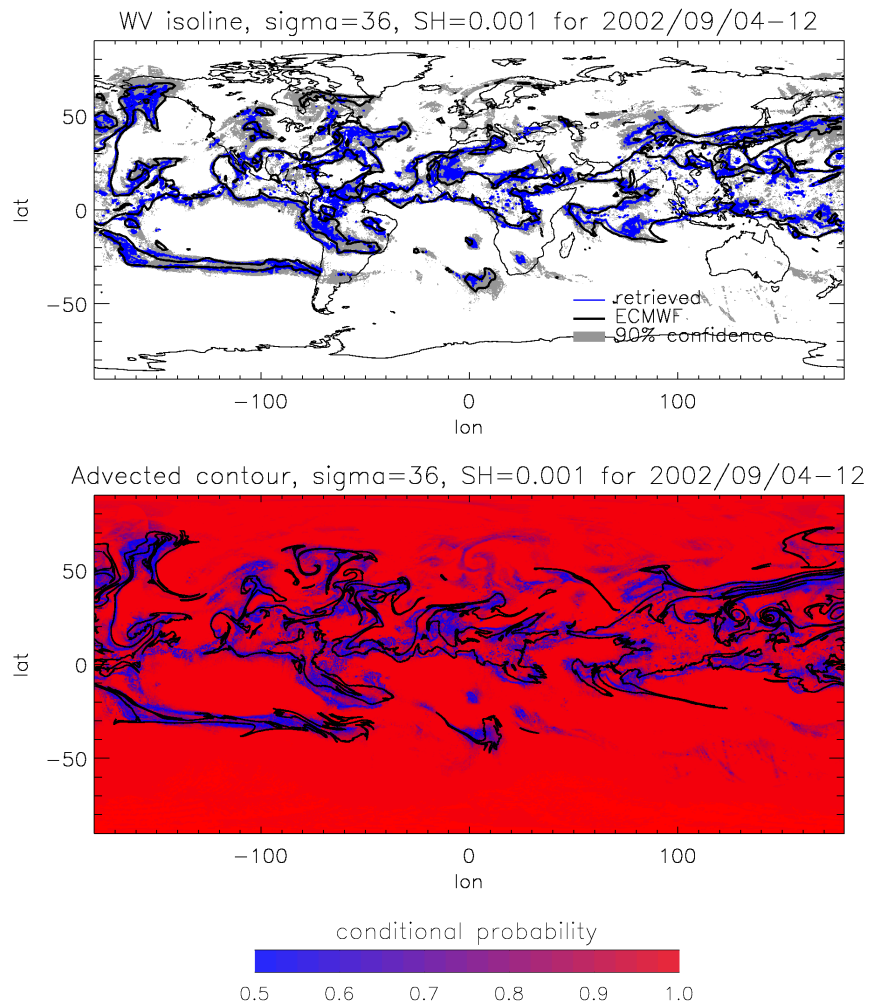 WV isoline, sigma=36, SH=0.001 for 2002/09/04-12
lat
50
0
-50
retrieved
ECMWF
90% confidence
-100 0 100
lon
Advected contour, sigma=36, SH=0.001 for 2002/09/04-12
lat
50
0
-50
-100 0 100
lon
conditional probability
0.5 0.6 0.7 0.8 0.9 1.0